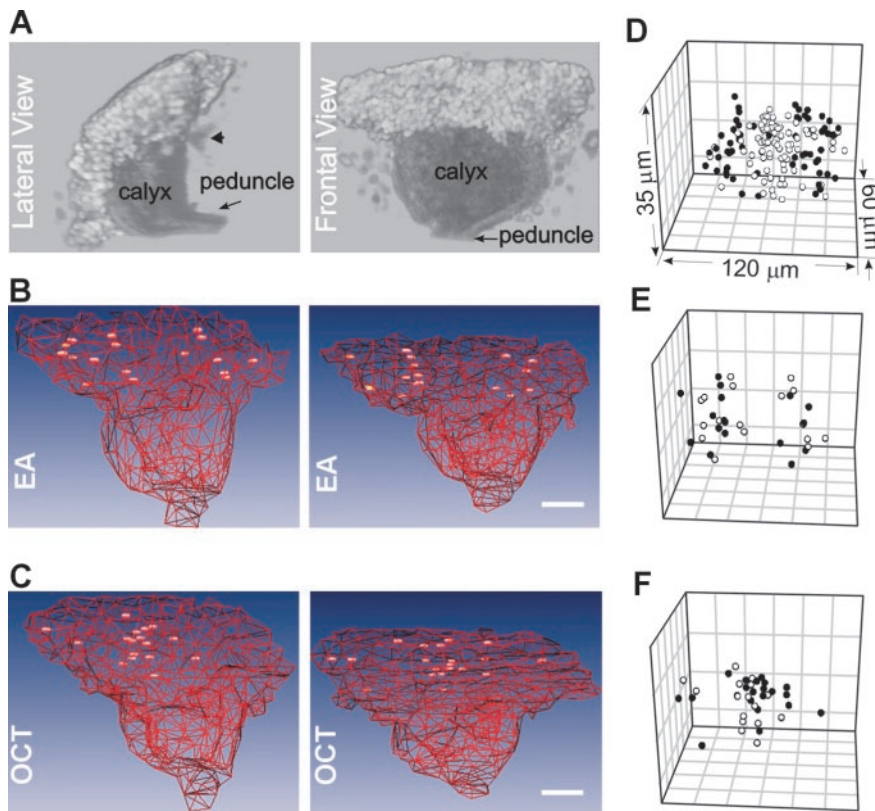 A
Lateral View
calyx
peduncle
Frontal View
calyx
peduncle
B
EA
EA
C
OCT
OCT
D
35 μm
120 μm
60 μm
E
F